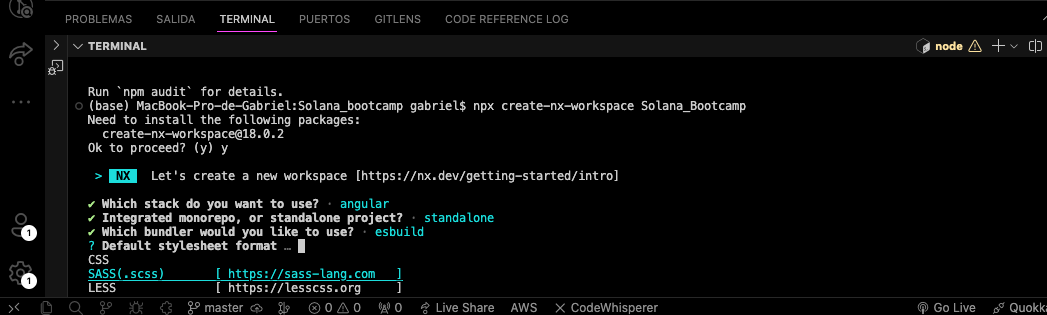 PROBLEMAS SALIDA TERMINAL PUERTOS GITLENS CODE REFERENCE LOG
TERMINAL node
Run `npm audit` for details.
(base) MacBook-Pro-de-Gabriel:Solana_bootcamp gabriel$ npx create-nx-workspace Solana_Bootcamp
Need to install the following packages:
create-nx-workspace@18.0.2
Ok to proceed? (y) y
> NX Let's create a new workspace [https://nx.dev/getting-started/intro]
✔ Which stack do you want to use? · angular
✔ Integrated monorepo, or standalone project? · standalone
✔ Which bundler would you like to use? · esbuild
? Default stylesheet format …
CSS
SASS(.scss) [ https://sass-lang.com ]
LESS [ https://lesscss.org ]
1
1
master 0 0 0 Live Share AWS CodeWhisperer Go Live Quokka